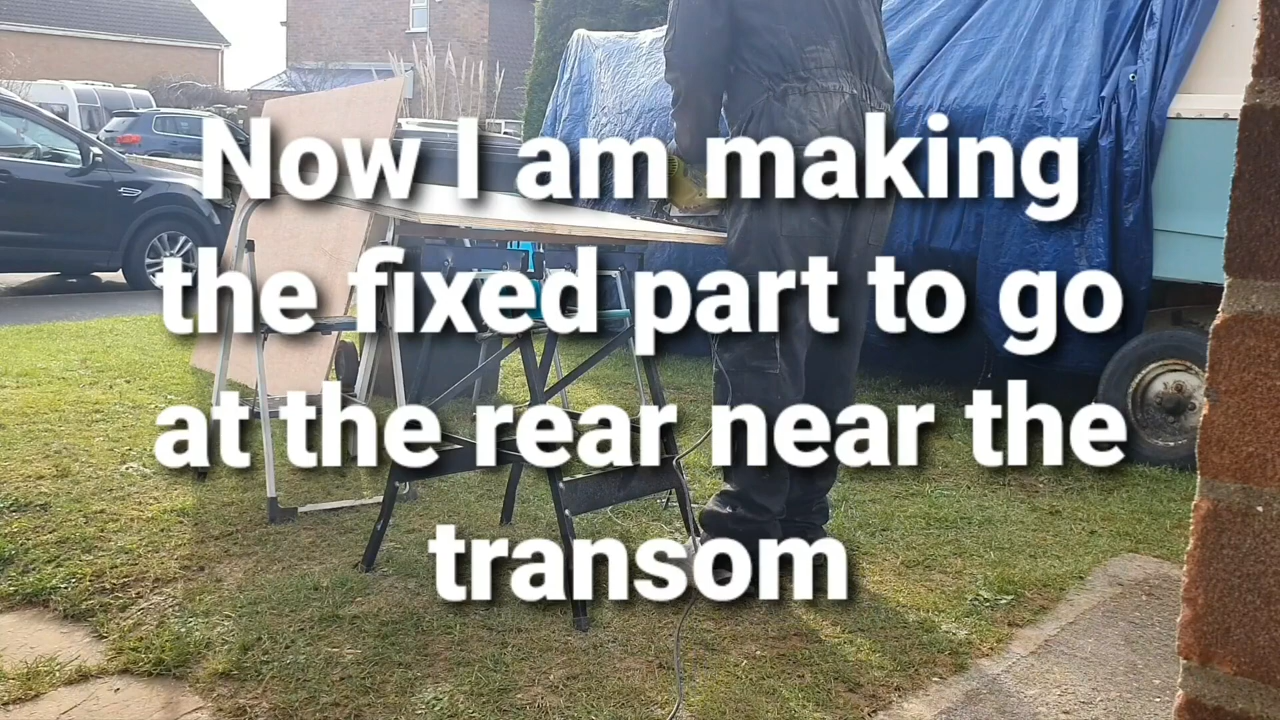 Now I am making
the fixed part to go
at the rear near the
transom